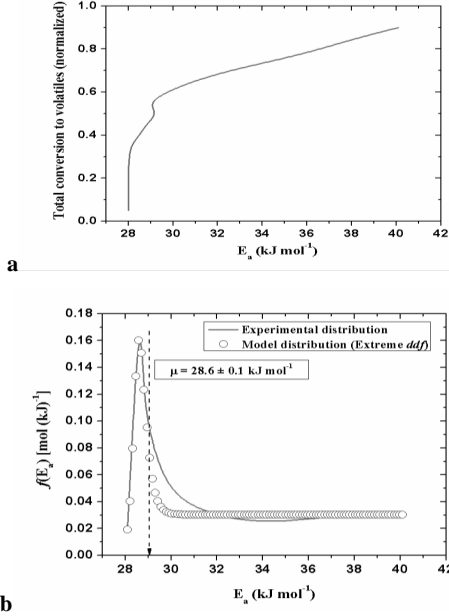 1.0
0.8
0.6
0.4
0.2
0.0
Total conversion to volatiles (normalized)
28 30 32 34 36 38 40 42
Ea (kJ mol-1)
a
0.18
0.16
0.14
0.12
0.10
0.08
0.06
0.04
0.02
0.00
f(Ea) [mol (kJ)-1]
Experimental distribution
Model distribution (Extreme ddf)
μ = 28.6 ± 0.1 kJ mol-1
28 30 32 34 36 38 40 42
Ea (kJ mol-1)
b